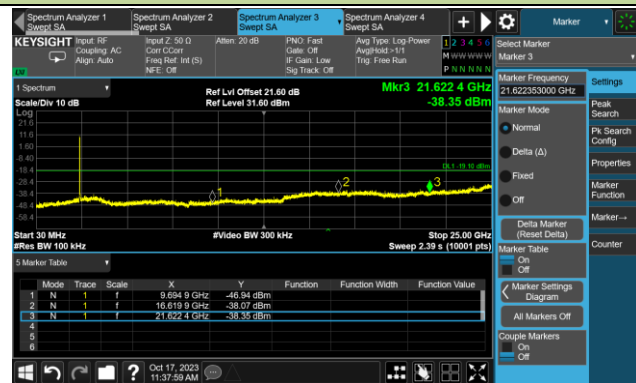 Spectrum Analyzer 1
Swept SA
Spectrum Analyzer 2
Swept SA
Spectrum Analyzer 3
Swept SA
Spectrum Analyzer 4
Swept SA
Marker
KEYSIGHT
Input: RF
Coupling: AC
Align: Auto
Input Z: 50 Ω
Corr CCorr
Freq Ref: Int (S)
NFE: Off
Atten: 20 dB
PNO: Fast
Gate: Off
IF Gain: Low
Sig Track: Off
Avg Type: Log-Power
Avg|Hold:>1/1
Trig: Free Run
1 2 3 4 5 6
M W W W W W
P N N N N N
Select Marker
Marker 3
1 Spectrum
Scale/Div 10 dB
Log
Ref Lvl Offset 21.60 dB
Ref Level 31.60 dBm
Mkr3 21.622 4 GHz
-38.35 dBm
21.6
11.6
1.60
-8.40
-18.4
-28.4
-38.4
-48.4
-58.4
DL1 -19.10 dBm
1
2
3
Start 30 MHz
#Res BW 100 kHz
#Video BW 300 kHz
Stop 25.00 GHz
Sweep 2.39 s (10001 pts)
5 Marker Table
Mode Trace Scale X Y Function Function Width Function Value
1 N 1 f 9.694 9 GHz -46.94 dBm
2 N 1 f 16.619 9 GHz -38.07 dBm
3 N 1 f 21.622 4 GHz -38.35 dBm
4
5
6
Marker Frequency
21.622353000 GHz
Marker Mode
Normal
Delta (Δ)
Fixed
Off
Delta Marker
(Reset Delta)
Marker Table
On
Off
Marker Settings
Diagram
All Markers Off
Couple Markers
On
Off
Settings
Peak
Search
Pk Search
Config
Properties
Marker
Function
Marker→
Counter
Oct 17, 2023
11:37:59 AM